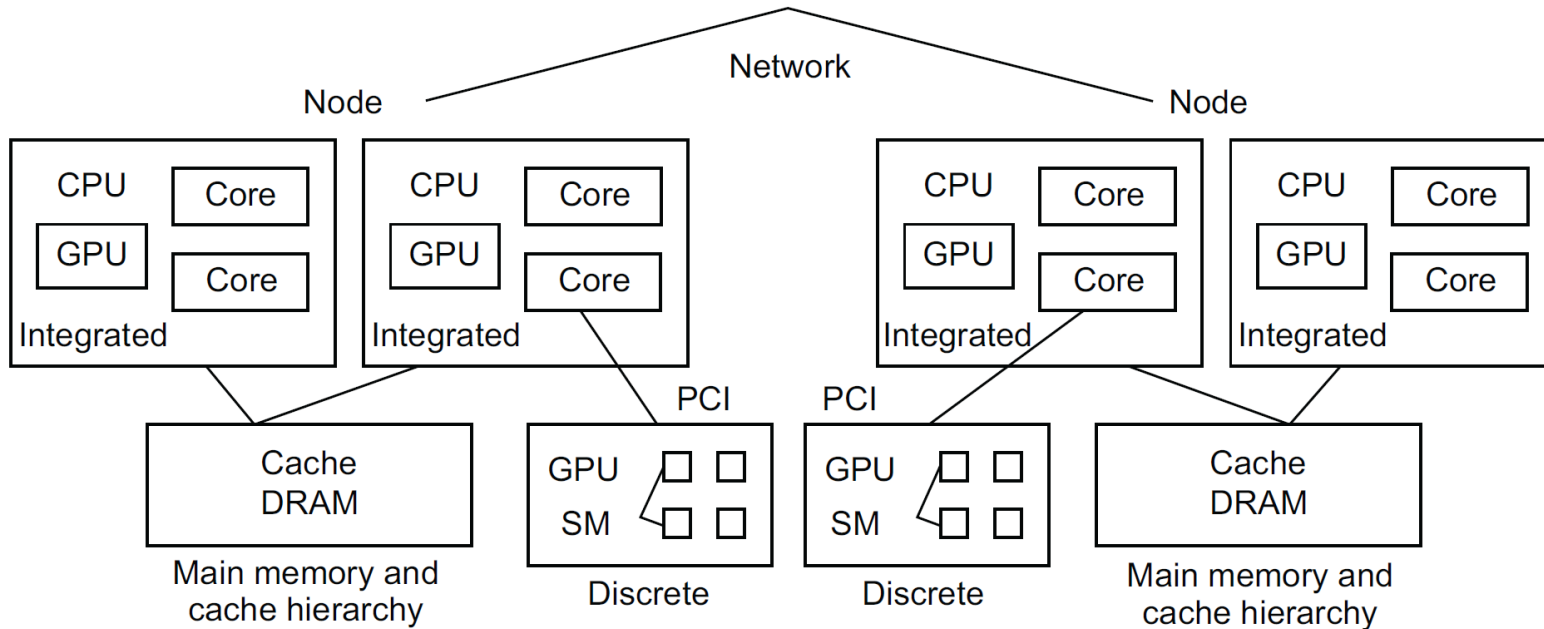 Network
Node
Node
CPU
Core
GPU
Core
Integrated
CPU
Core
GPU
Core
Integrated
CPU
Core
GPU
Core
Integrated
CPU
Core
GPU
Core
Integrated
PCI
PCI
Cache
DRAM
Main memory and
cache hierarchy
GPU
SM
Discrete
GPU
SM
Discrete
Cache
DRAM
Main memory and
cache hierarchy